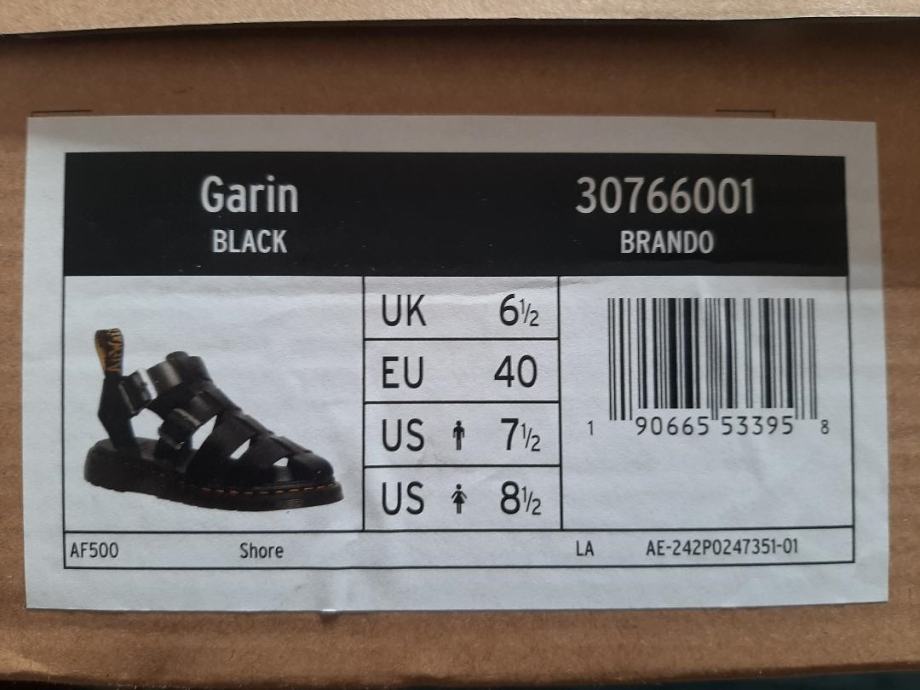 Garin
BLACK
30766001
BRANDO
AirWair
UK 6½
EU 40
US 7½
US 8½
1 90665 53395 8
AF500 Shore LA AE-242P0247351-01